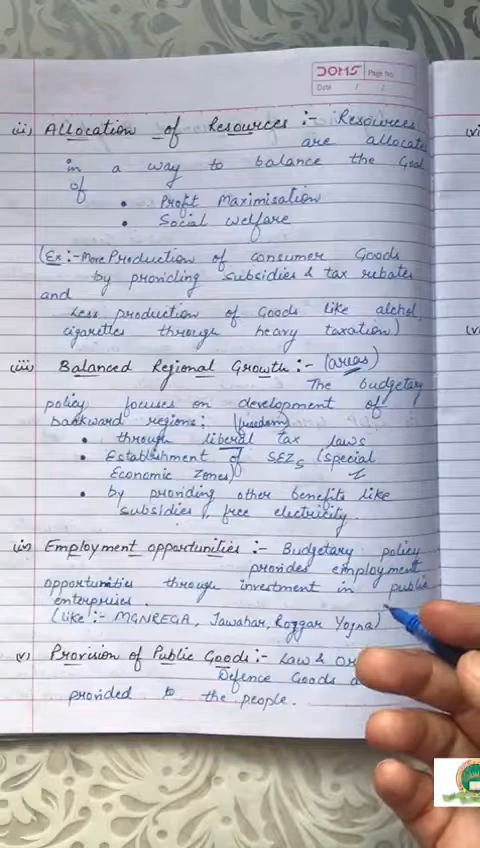 DOMS
Page No.
Date / /
iii) Allocation of Resources :- Resources
are allocate
in a way to balance the Goal
of
• Profit Maximisation
• Social welfare
(Ex :- More Production of consumer Goods
by providing subsidies & tax rebates
and
Less production of Goods like alchol,
cigarettes through heavy taxation)
iii) Balanced Regional Growth :- (areas)
The budgetary
policy focuses on development of
backward regions: (freedom)
• through liberal tax laws
• Establishment of SEZs (special
Economic Zones)
• by providing other benefits like
subsidies, free electricity.
iv) Employment opportunities :- Budgetary policy
provides employment
opportunities through investment in public
enterprises.
(like :- MGNREGA, Jawahar, Rozgar Yojna)
v) Provision of Public Goods :- Law & Or
Defence Goods a
provided to the people.